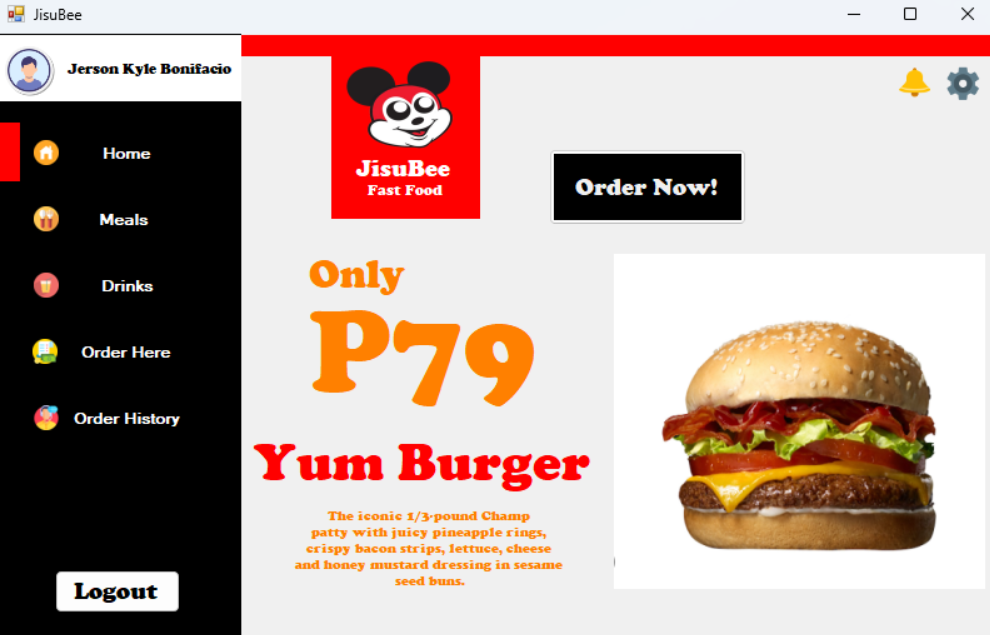 JisuBee
Jerson Kyle Bonifacio
Home
Meals
Drinks
Order Here
Order History
Logout
JisuBee
Fast Food
Order Now!
Only
P79
Yum Burger
The iconic 1/3-pound Champ
patty with juicy pineapple rings,
crispy bacon strips, lettuce, cheese
and honey mustard dressing in sesame
seed buns.